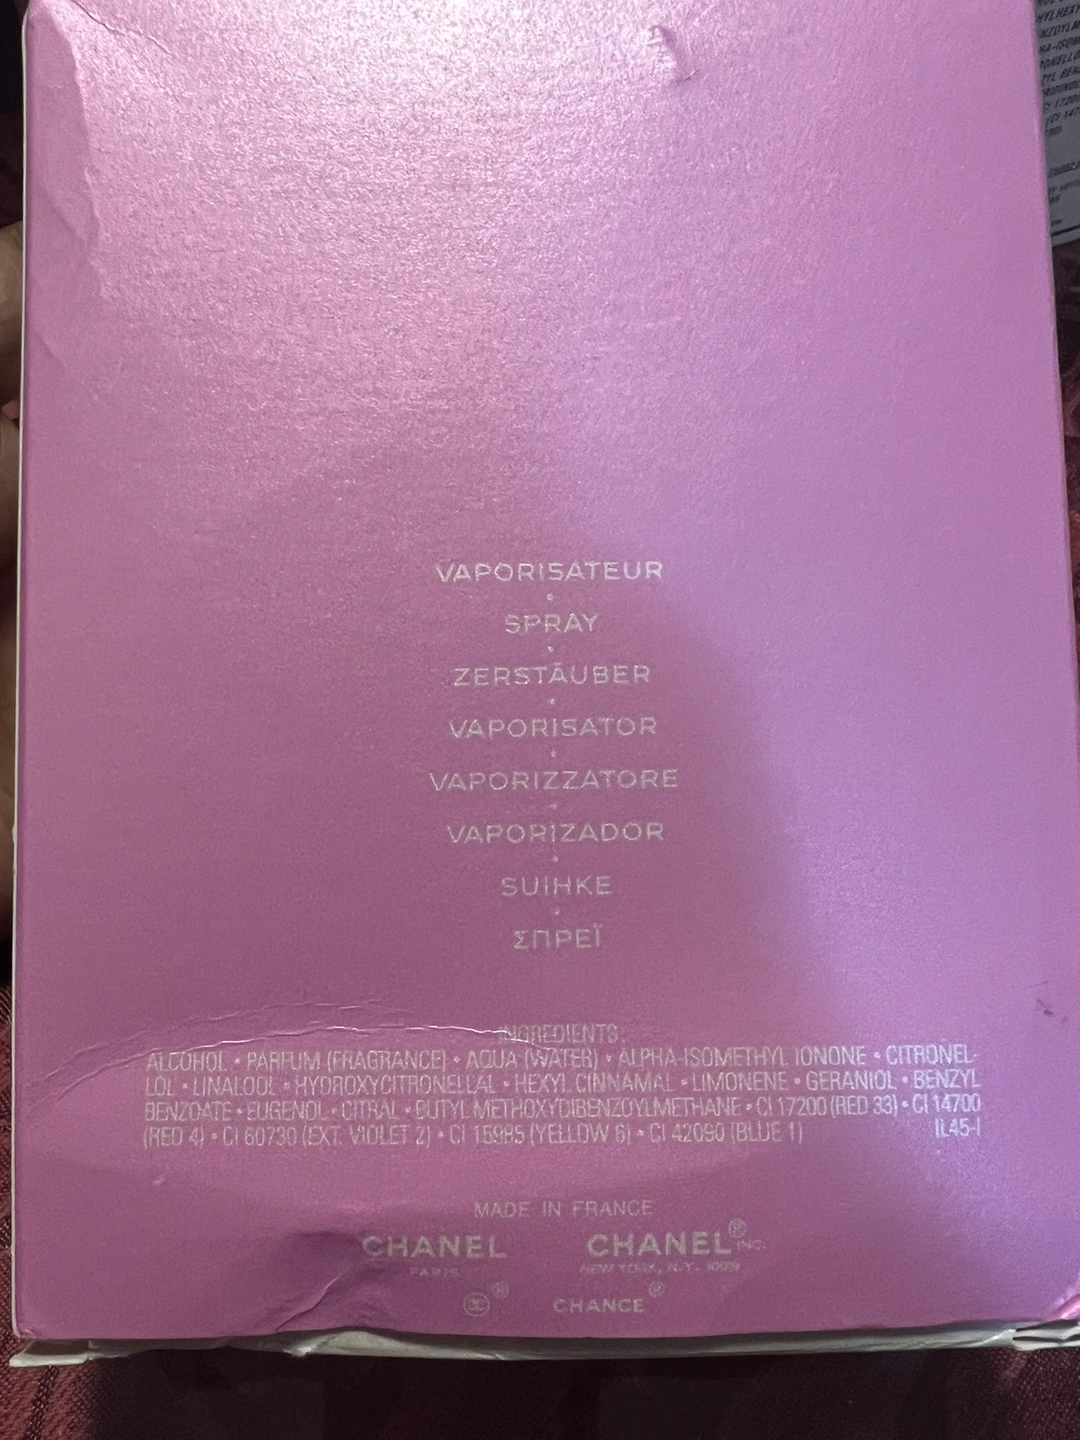 VAPORISATEUR
SPRAY
ZERSTÄUBER
VAPORISATOR
VAPORIZZATORE
VAPORIZADOR
SUIHKE
ΣΠΡΕΪ
INGREDIENTS:
ALCOHOL • PARFUM (FRAGRANCE) • AQUA (WATER) • ALPHA-ISOMETHYL IONONE • CITRONEL-
LOL • LINALOOL • HYDROXYCITRONELLAL • HEXYL CINNAMAL • LIMONENE • GERANIOL • BENZYL
BENZOATE • EUGENOL • CITRAL • BUTYL METHOXYDIBENZOYLMETHANE • CI 17200 (RED 33) • CI 14700
(RED 4) • CI 60730 (EXT. VIOLET 2) • CI 15985 (YELLOW 6) • CI 42090 (BLUE 1) IL45-I
MADE IN FRANCE
CHANEL CHANEL® INC.
PARIS NEW YORK, N.Y. 10019
® CHANCE®